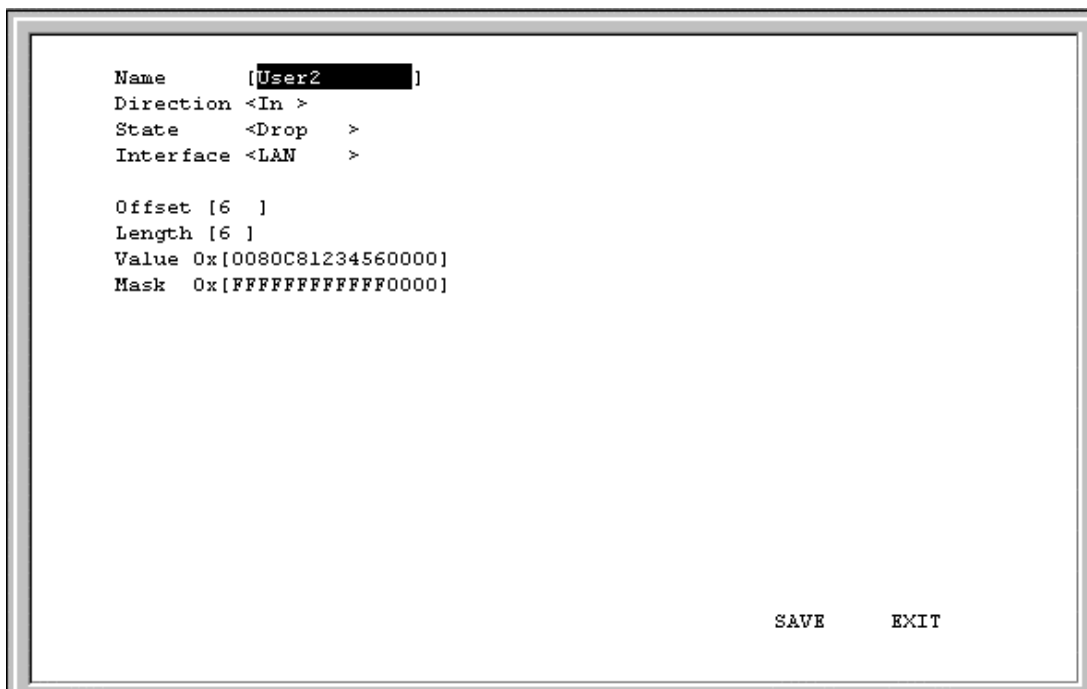 Name [User2 ]
Direction <In >
State <Drop >
Interface <LAN >
Offset [6 ]
Length [6 ]
Value 0x[0080C81234560000]
Mask 0x[FFFFFFFFFFFF0000]
SAVE EXIT